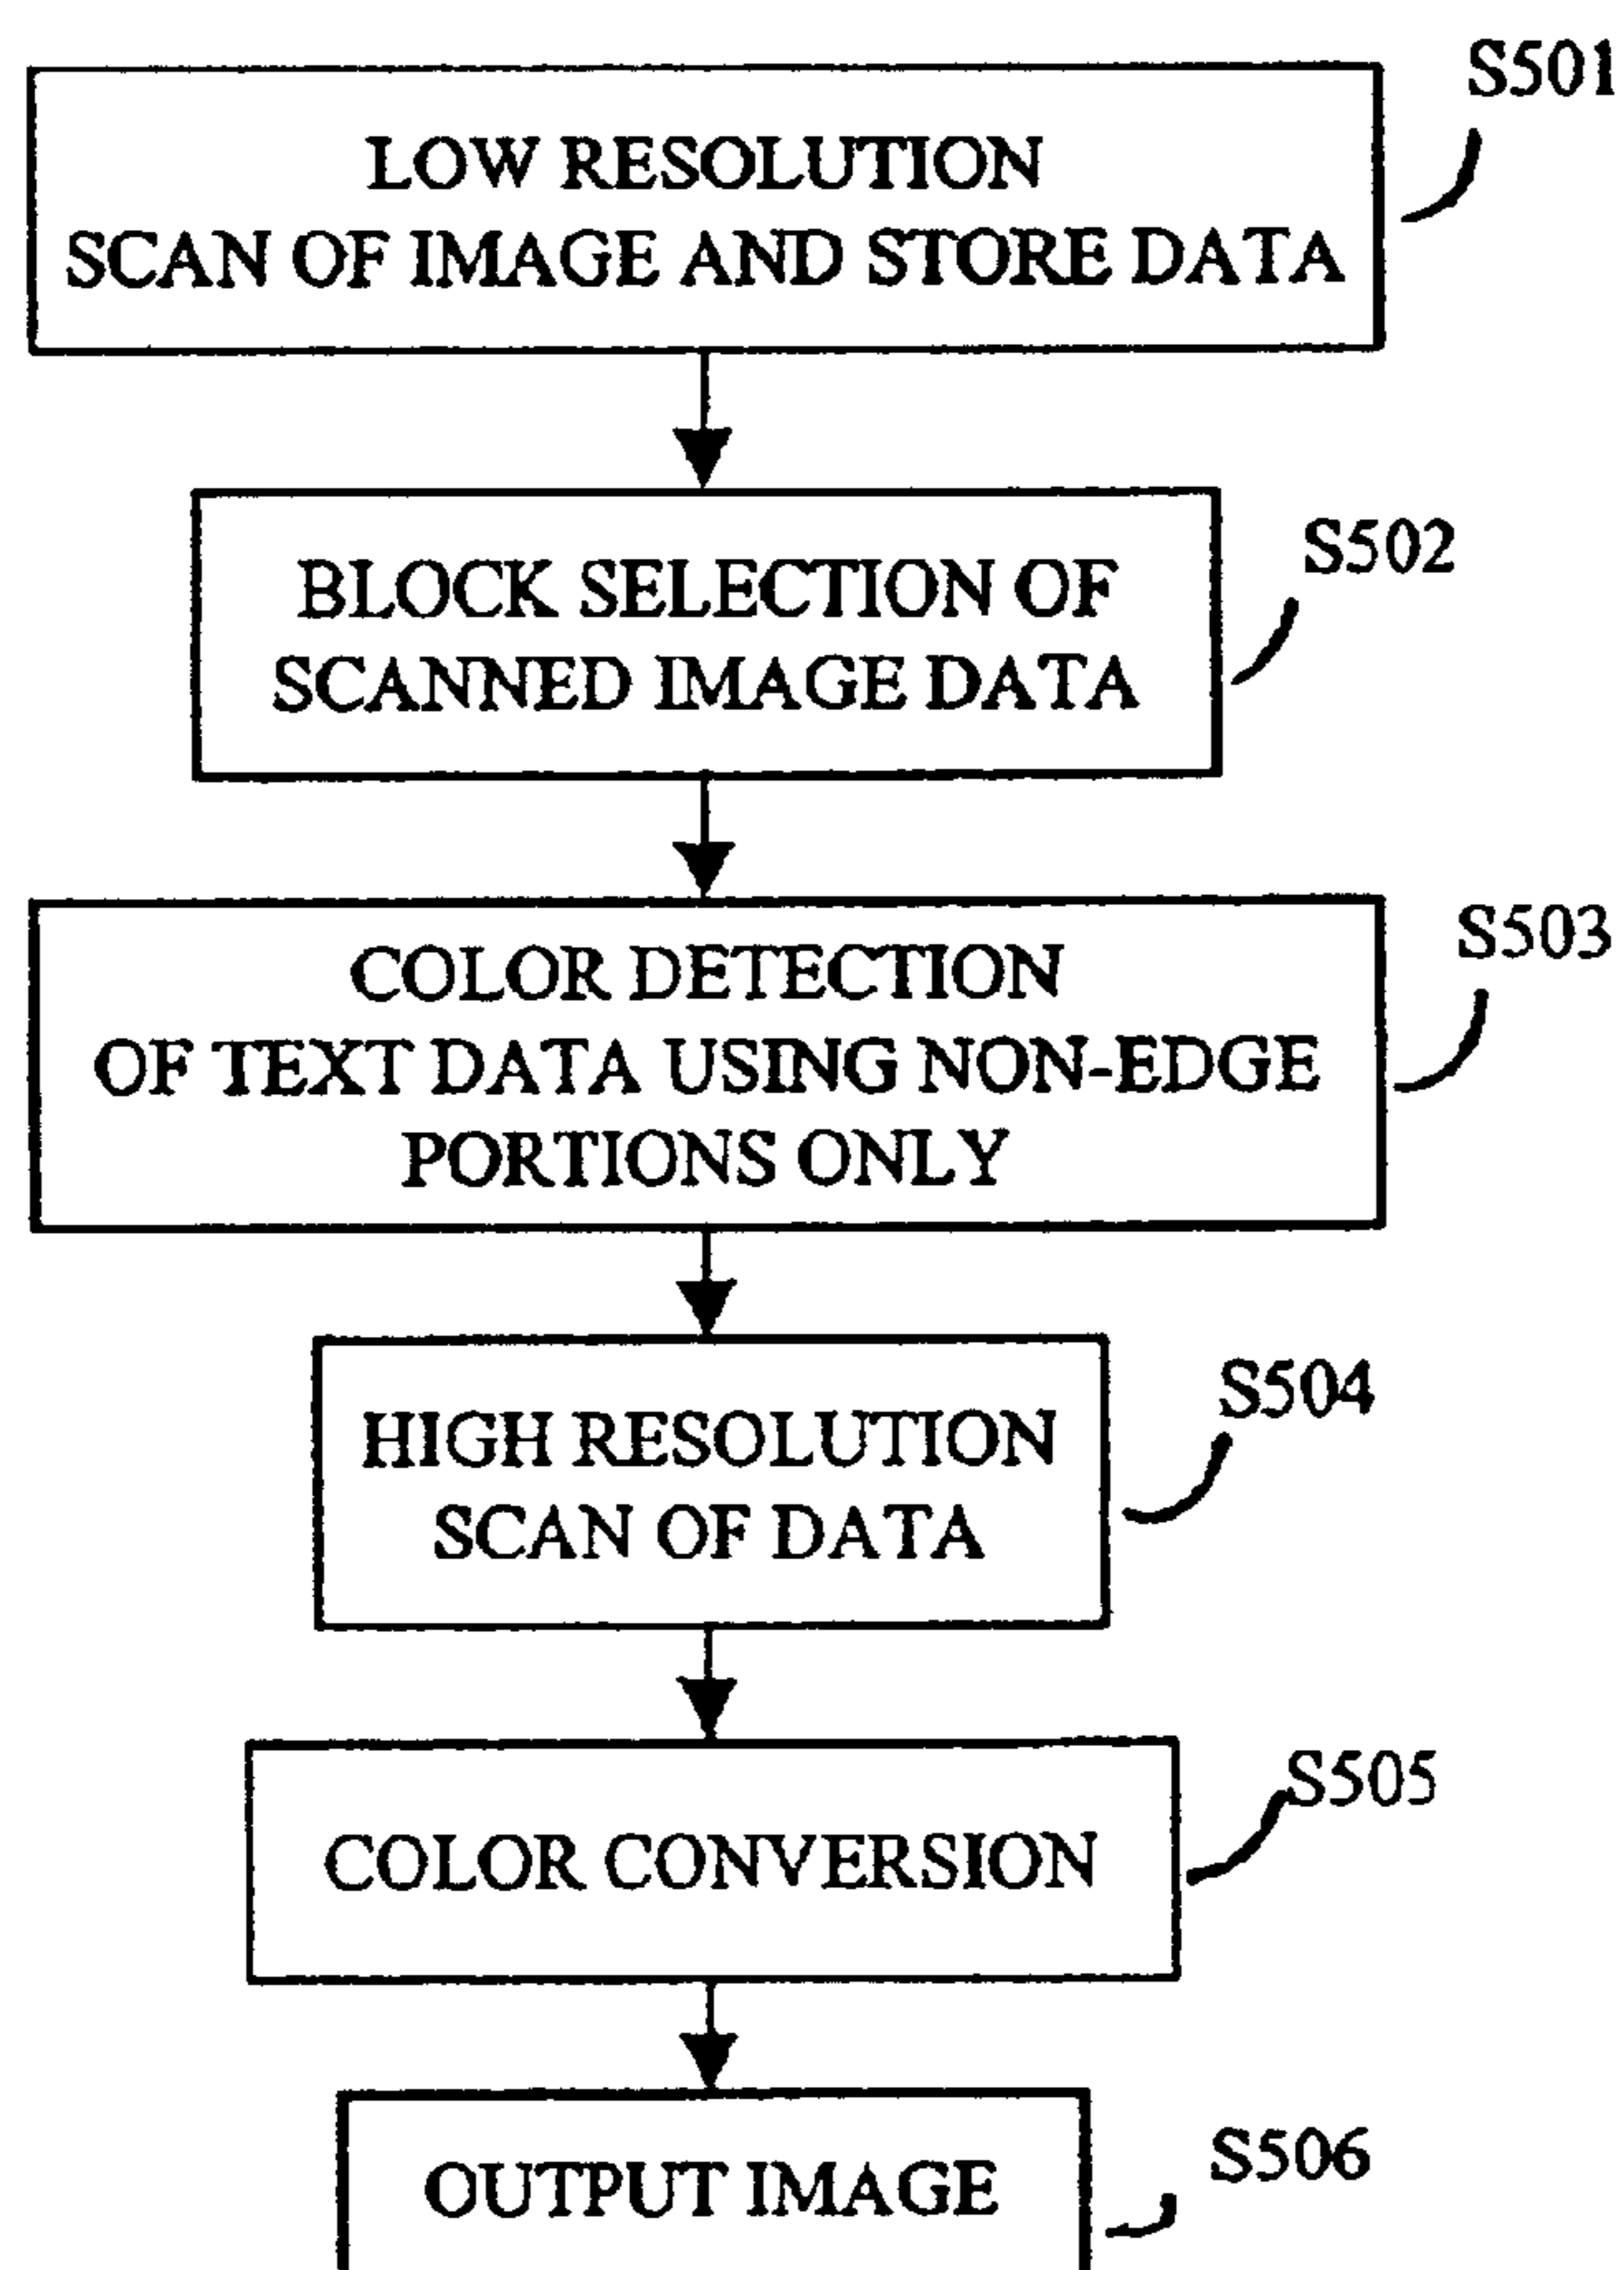 S501
LOW RESOLUTION
SCAN OF IMAGE AND STORE DATA
S502
BLOCK SELECTION OF
SCANNED IMAGE DATA
S503
COLOR DETECTION
OF TEXT DATA USING NON-EDGE
PORTIONS ONLY
S504
HIGH RESOLUTION
SCAN OF DATA
S505
COLOR CONVERSION
S506
OUTPUT IMAGE